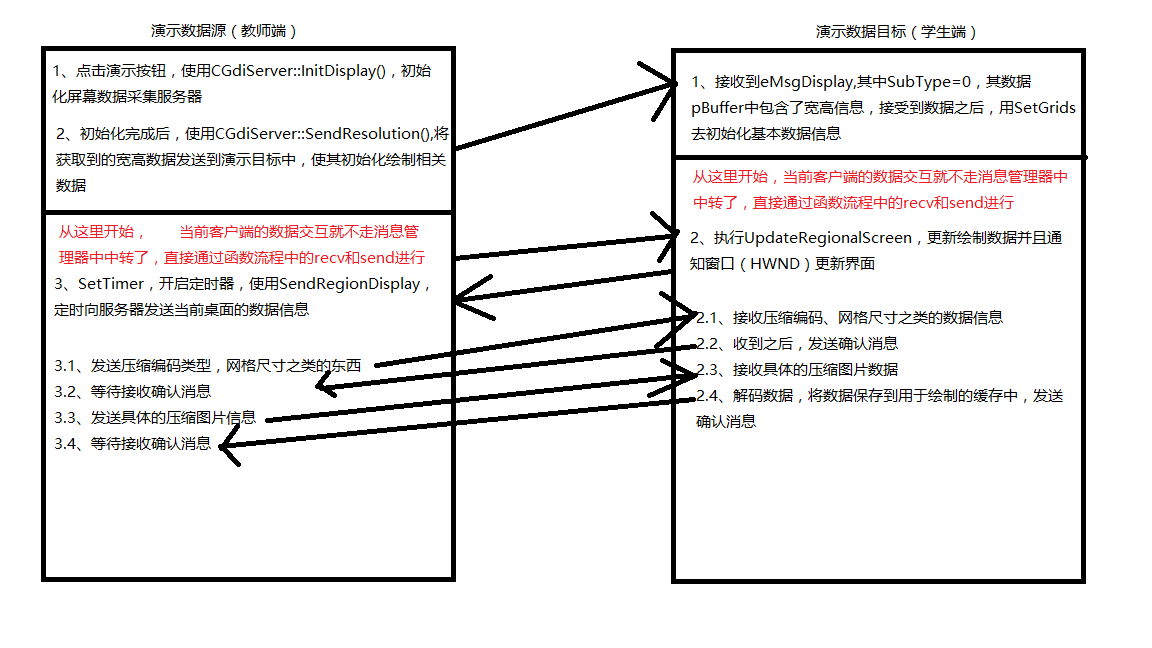 演示数据源（教师端）
1、点击演示按钮，使用CGdiServer::InitDisplay()，初始
化屏幕数据采集服务器
2、初始化完成后，使用CGdiServer::SendResolution(),将
获取到的宽高数据发送到演示目标中，使其初始化绘制相关
数据
从这里开始， 当前客户端的数据交互就不走消息管
理器中中转了，直接通过函数流程中的recv和send进行
3、SetTimer，开启定时器，使用SendRegionDisplay，
定时向服务器发送当前桌面的数据信息
3.1、发送压缩编码类型，网格尺寸之类的东西
3.2、等待接收确认消息
3.3、发送具体的压缩图片信息
3.4、等待接收确认消息
演示数据目标（学生端）
1、接收到eMsgDisplay,其中SubType=0，其数据
pBuffer中包含了宽高信息，接受到数据之后，用SetGrids
去初始化基本数据信息
从这里开始，当前客户端的数据交互就不走消息管理器中
中转了，直接通过函数流程中的recv和send进行
2、执行UpdateRegionalScreen，更新绘制数据并且通
知窗口（HWND）更新界面
2.1、接收压缩编码、网格尺寸之类的数据信息
2.2、收到之后，发送确认消息
2.3、接收具体的压缩图片数据
2.4、解码数据，将数据保存到用于绘制的缓存中，发送
确认消息